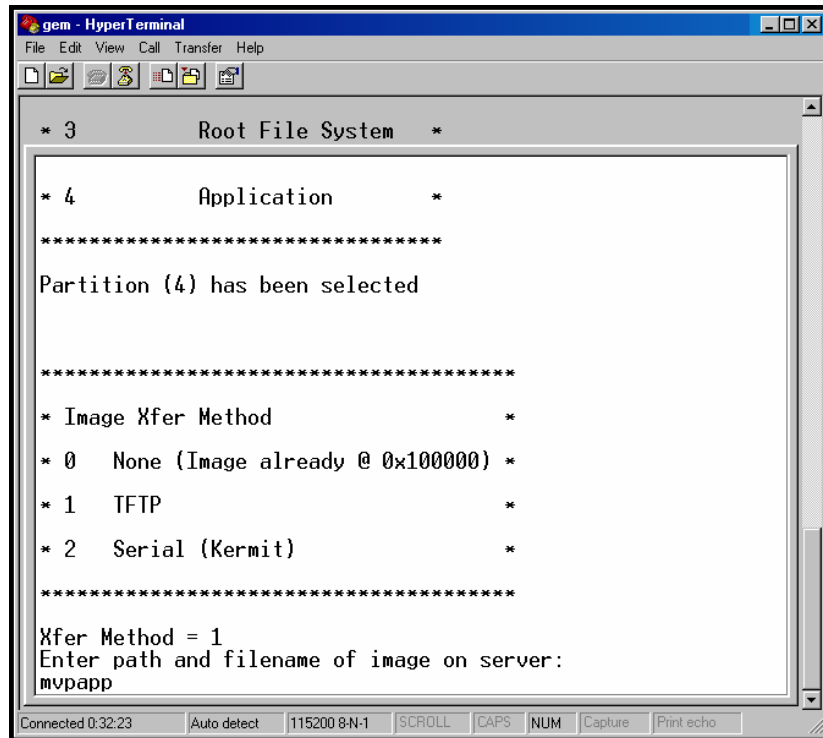 gem - HyperTerminal
File Edit View Call Transfer Help
* 3 Root File System *
* 4 Application *
*********************************
Partition (4) has been selected
***************************************
* Image Xfer Method *
* 0 None (Image already @ 0x100000) *
* 1 TFTP *
* 2 Serial (Kermit) *
***************************************
Xfer Method = 1
Enter path and filename of image on server:
mvpapp
Connected 0:32:23 Auto detect 115200 8-N-1 SCROLL CAPS NUM Capture Print echo